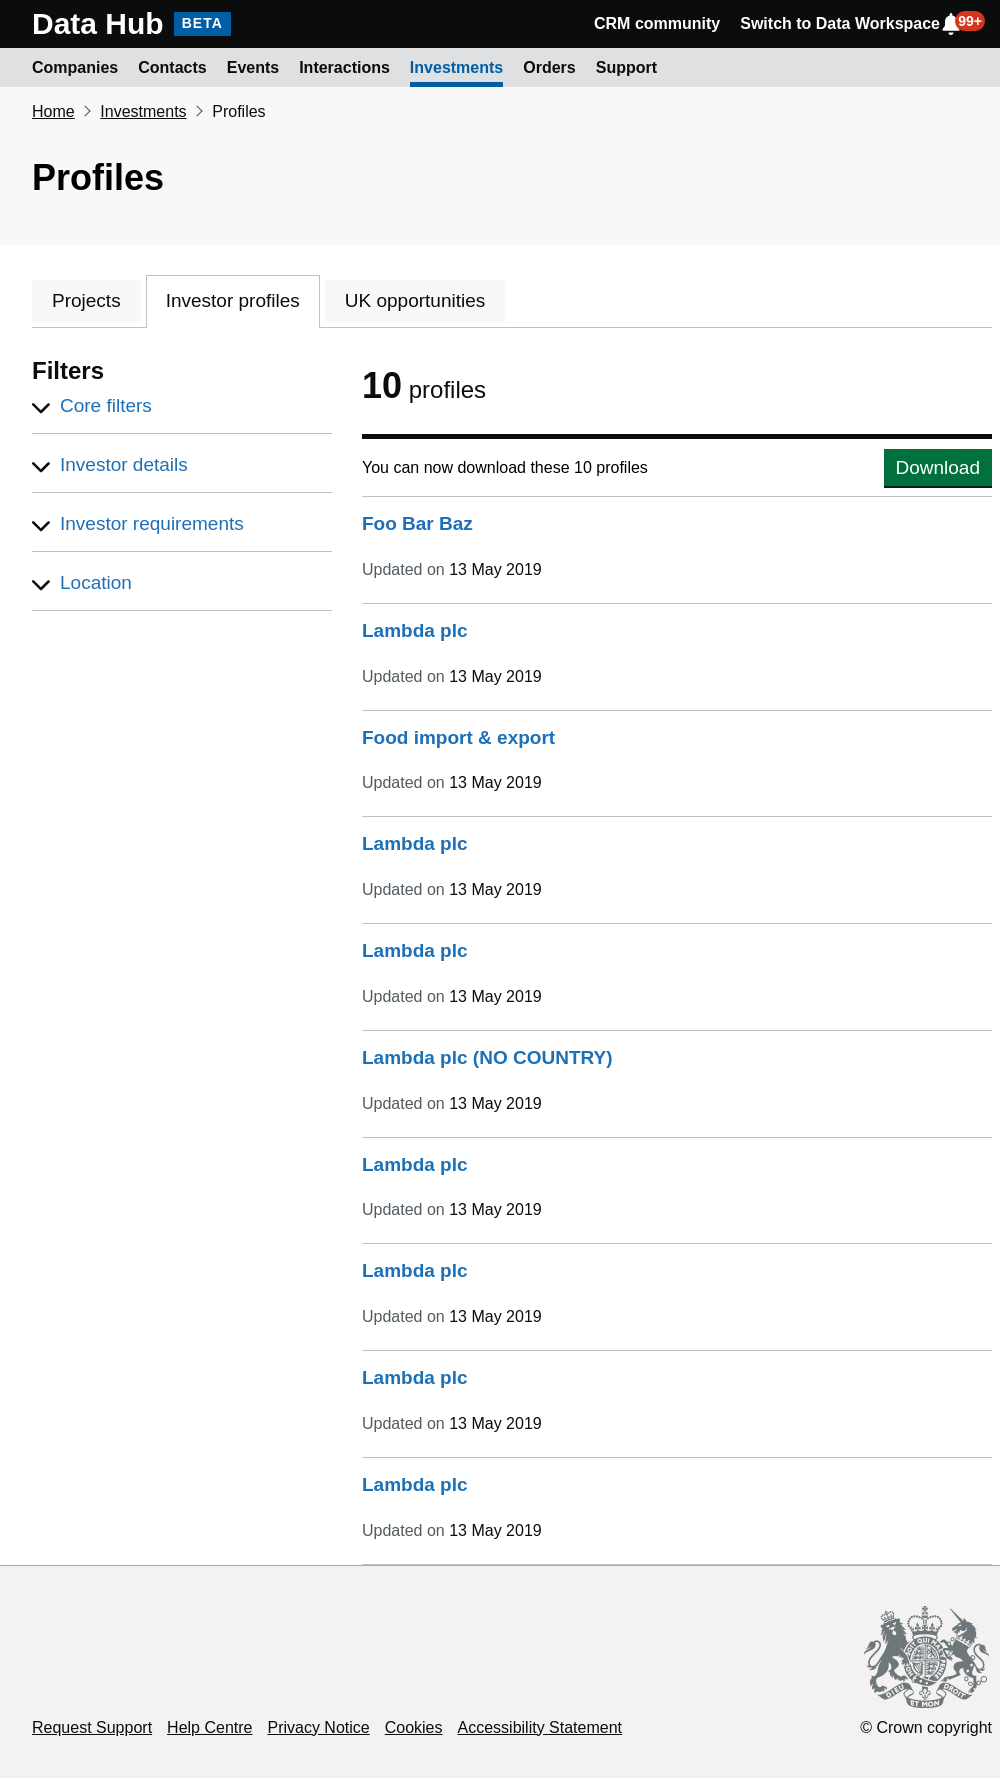 Data Hub BETA CRM community Switch to Data Workspace 99+
Companies Contacts Events Interactions Investments Orders Support
Home Investments Profiles
Profiles
Projects Investor profiles UK opportunities
Filters
Core filters
Investor details
Investor requirements
Location
10 profiles
You can now download these 10 profiles Download
Foo Bar Baz
Updated on 13 May 2019
Lambda plc
Updated on 13 May 2019
Food import & export
Updated on 13 May 2019
Lambda plc
Updated on 13 May 2019
Lambda plc
Updated on 13 May 2019
Lambda plc (NO COUNTRY)
Updated on 13 May 2019
Lambda plc
Updated on 13 May 2019
Lambda plc
Updated on 13 May 2019
Lambda plc
Updated on 13 May 2019
Lambda plc
Updated on 13 May 2019
DIEU ET MON DROIT
Request Support Help Centre Privacy Notice Cookies Accessibility Statement © Crown copyright